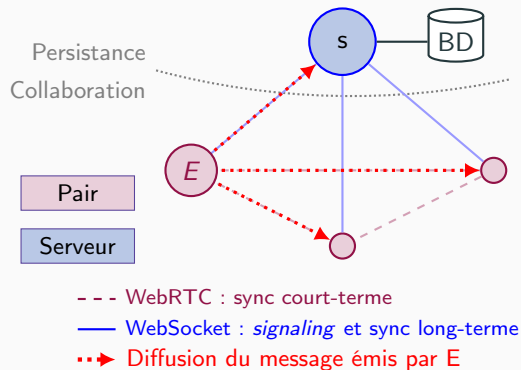 s
BD
Persistance
Collaboration
E
Pair
Serveur
WebRTC : sync court-terme
WebSocket : signaling et sync long-terme
Diffusion du message émis par E